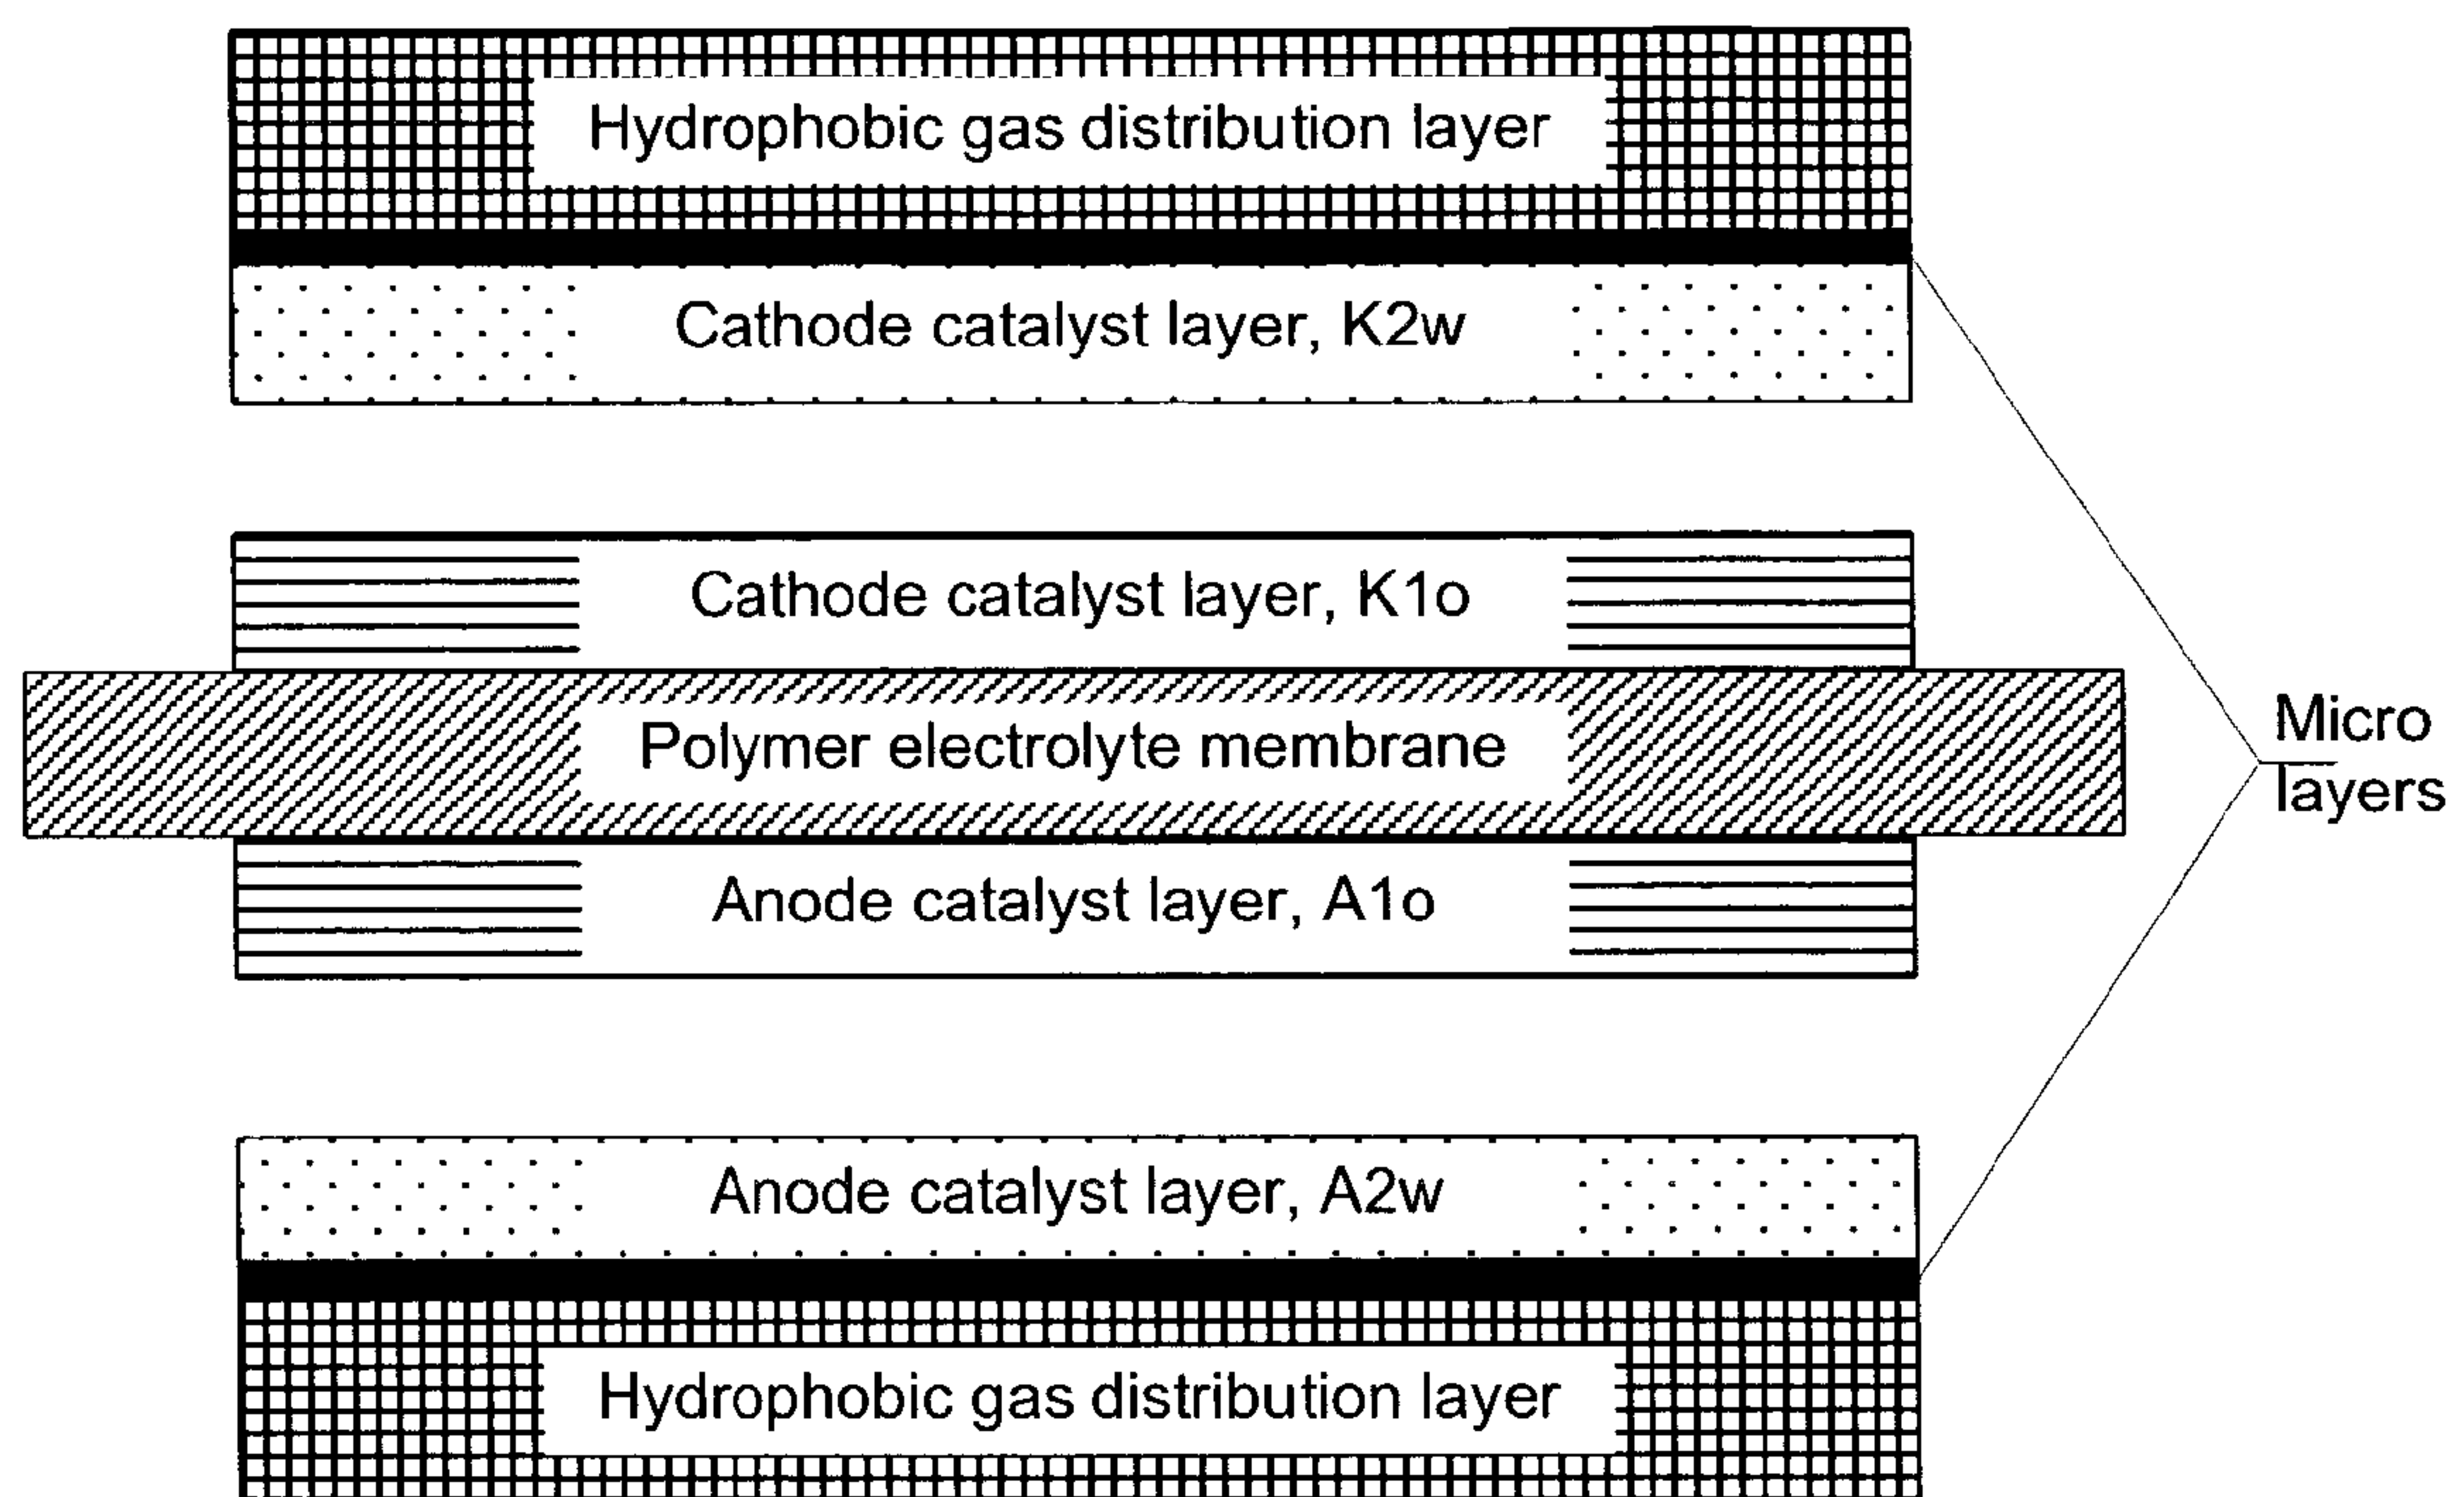 Hydrophobic gas distribution layer
Cathode catalyst layer, K2w
Cathode catalyst layer, K1o
Polymer electrolyte membrane
Micro
layers
Anode catalyst layer, A1o
Anode catalyst layer, A2w
Hydrophobic gas distribution layer